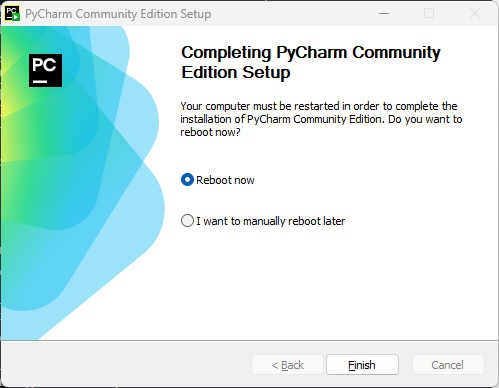 PyCharm Community Edition Setup
PC
Completing PyCharm Community
Edition Setup
Your computer must be restarted in order to complete the
installation of PyCharm Community Edition. Do you want to
reboot now?
Reboot now
I want to manually reboot later
< Back
Finish
Cancel